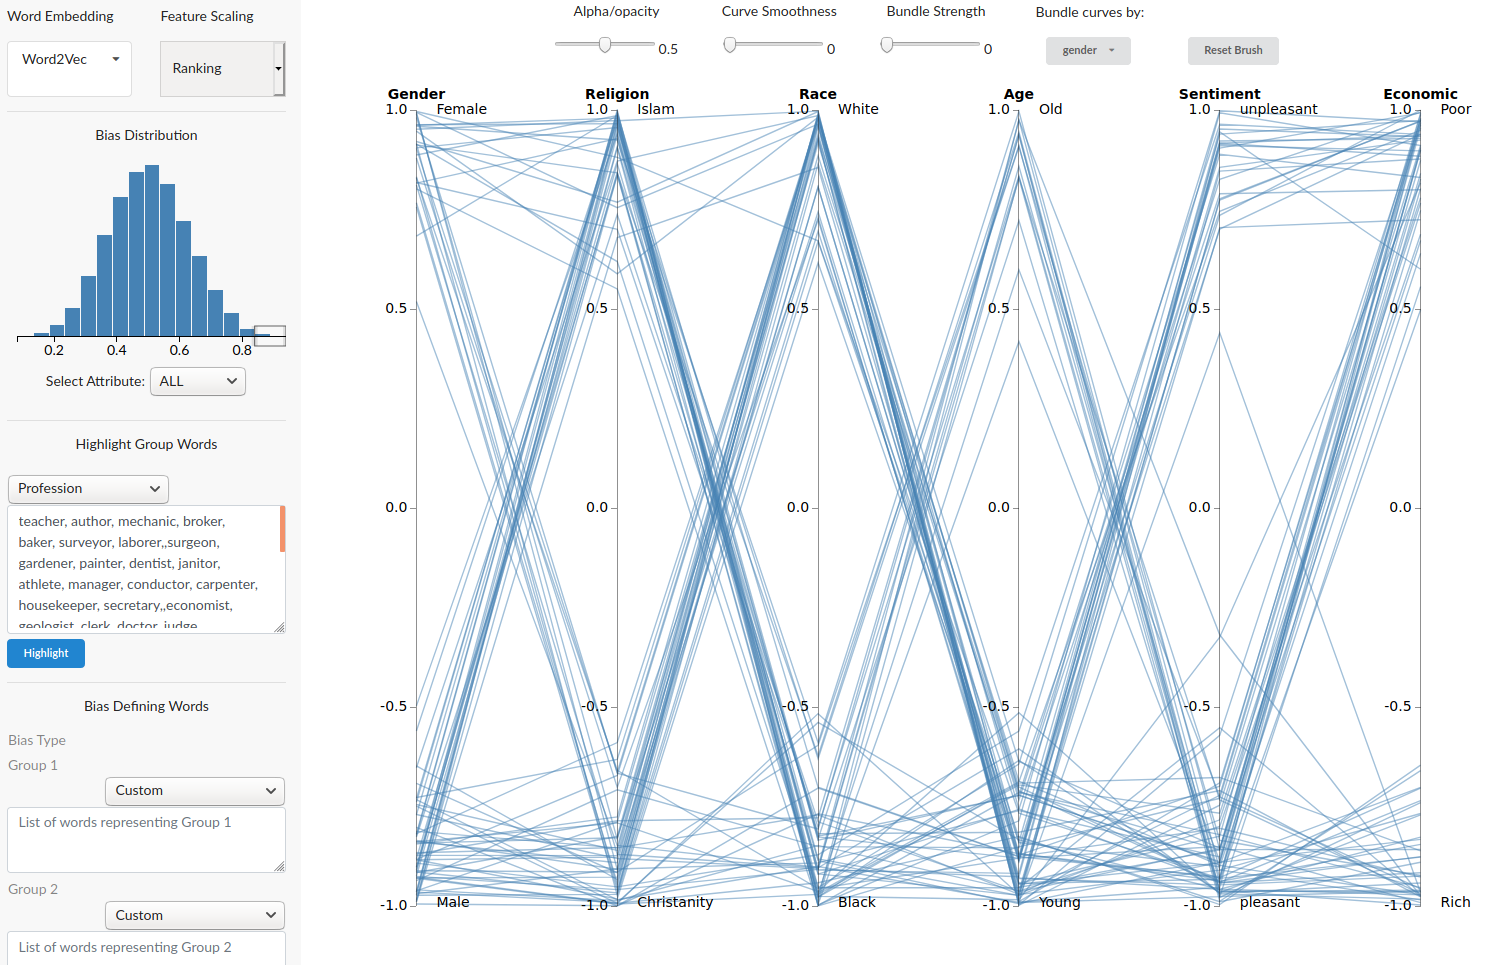 Word Embedding
Feature Scaling
Word2Vec
Ranking
Bias Distribution
0.2 0.4 0.6 0.8
Select Attribute: ALL
Highlight Group Words
Profession
teacher, author, mechanic, broker,
baker, surveyor, laborer,,surgeon,
gardener, painter, dentist, janitor,
athlete, manager, conductor, carpenter,
housekeeper, secretary,,economist,
geologist, clerk, doctor, judge
Highlight
Bias Defining Words
Bias Type
Group 1
Custom
List of words representing Group 1
Group 2
Custom
List of words representing Group 2
Alpha/opacity
0.5
Curve Smoothness
0
Bundle Strength
0
Bundle curves by:
gender
Reset Brush
Gender Religion Race Age Sentiment Economic
1.0 Female 1.0 Islam 1.0 White 1.0 Old 1.0 unpleasant 1.0 Poor
0.5 0.5 0.5 0.5 0.5 0.5
0.0 0.0 0.0 0.0 0.0 0.0
-0.5 -0.5 -0.5 -0.5 -0.5 -0.5
-1.0 Male -1.0 Christanity -1.0 Black -1.0 Young -1.0 pleasant -1.0 Rich